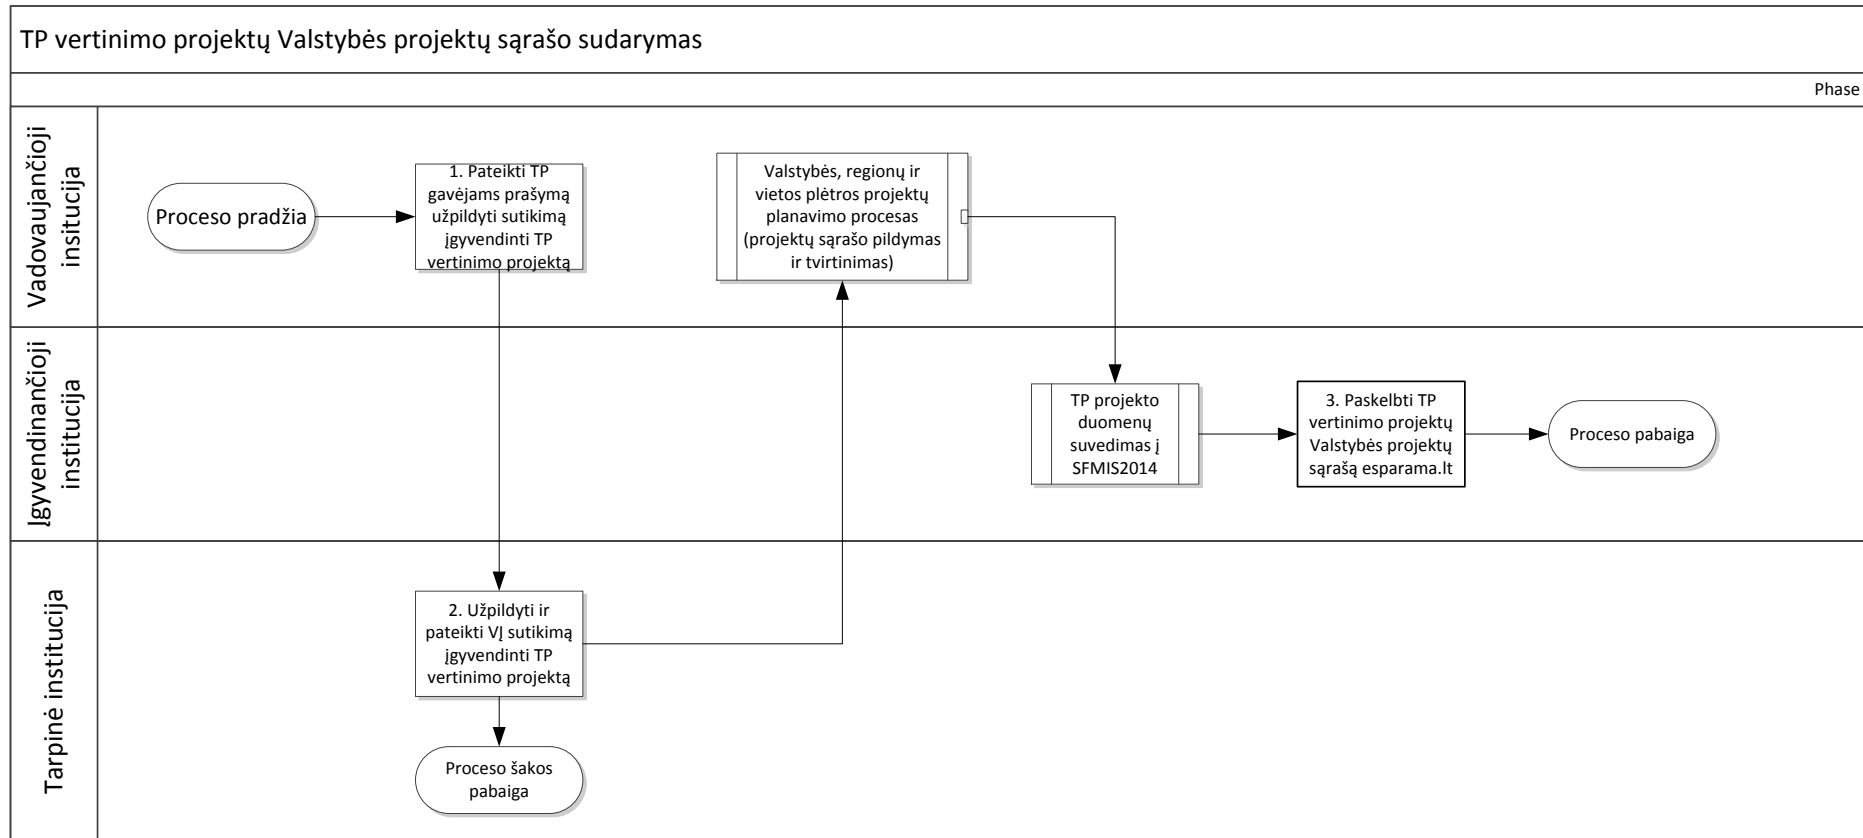 TP vertinimo projektų Valstybės projektų sąrašo sudarymas
Phase
Vadovaujančioji
insitucija
Proceso pradžia
1. Pateikti TP
gavėjams prašymą
užpildyti sutikimą
įgyvendinti TP
vertinimo projektą
Valstybės, regionų ir
vietos plėtros projektų
planavimo procesas
(projektų sąrašo pildymas
ir tvirtinimas)
Įgyvendinančioji
institucija
TP projekto
duomenų
suvedimas į
SFMIS2014
3. Paskelbti TP
vertinimo projektų
Valstybės projektų
sąrašą esparama.lt
Proceso pabaiga
Tarpinė institucija
2. Užpildyti ir
pateikti VĮ sutikimą
įgyvendinti TP
vertinimo projektą
Proceso šakos
pabaiga